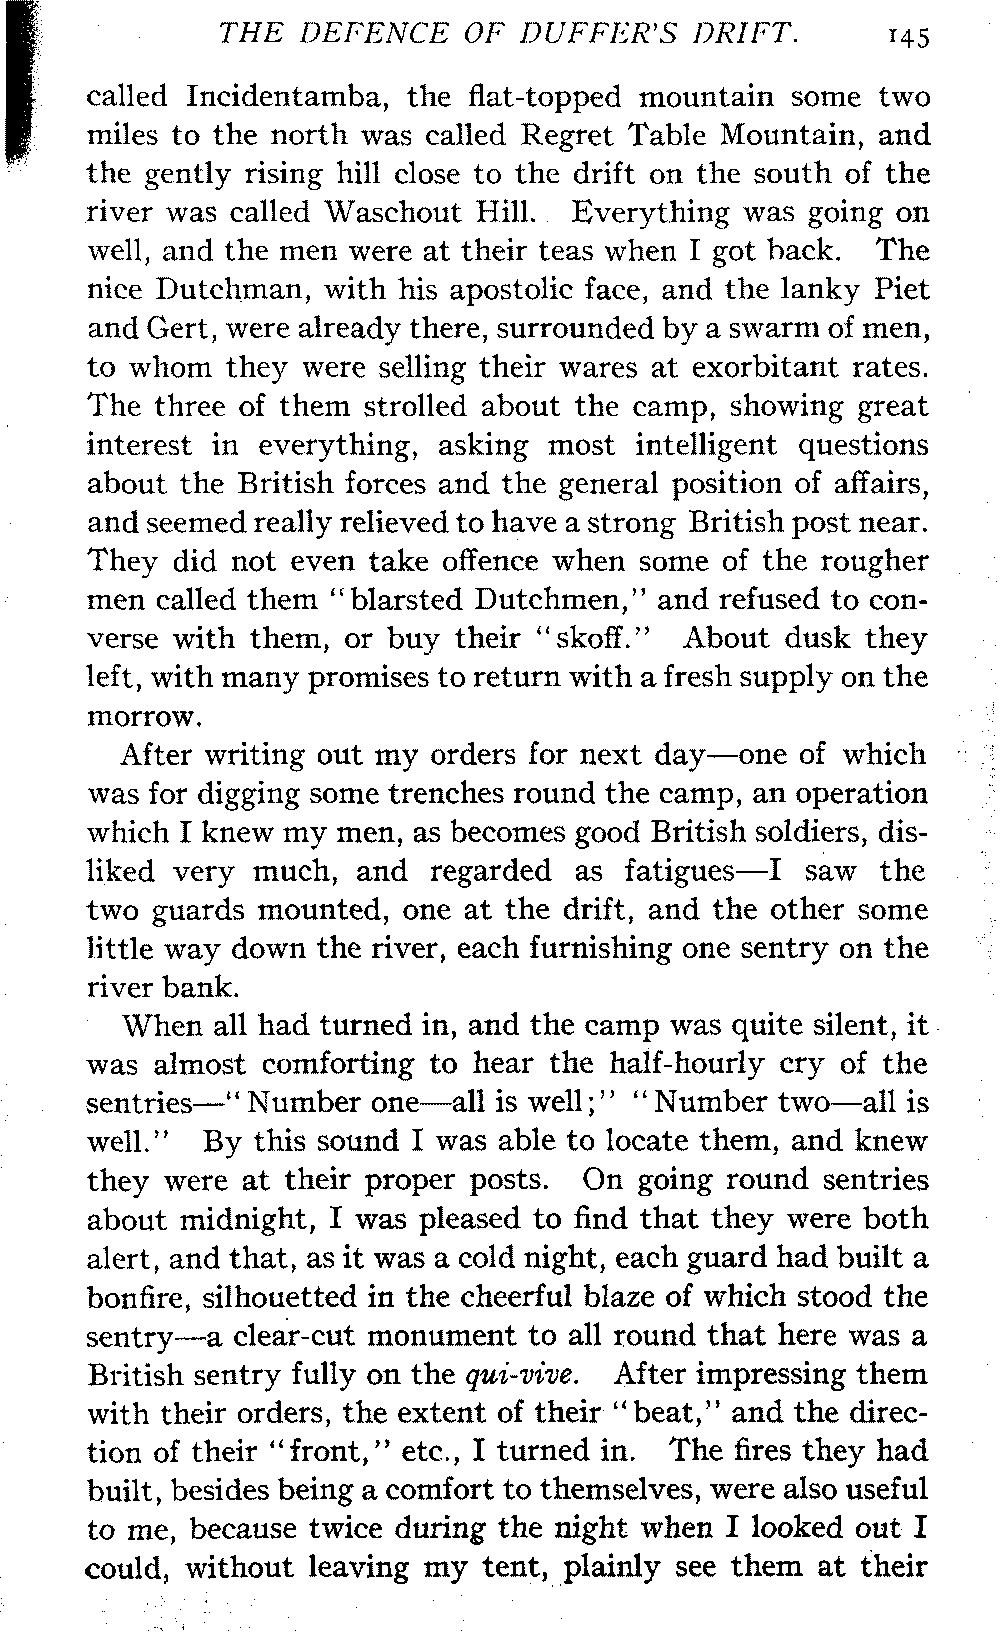 THE DEFENCE OF DUFFER'S DRIFT. 145
called Incidentamba, the flat-topped mountain some two
miles to the north was called Regret Table Mountain, and
the gently rising hill close to the drift on the south of the
river was called Waschout Hill. Everything was going on
well, and the men were at their teas when I got back. The
nice Dutchman, with his apostolic face, and the lanky Piet
and Gert, were already there, surrounded by a swarm of men,
to whom they were selling their wares at exorbitant rates.
The three of them strolled about the camp, showing great
interest in everything, asking most intelligent questions
about the British forces and the general position of affairs,
and seemed really relieved to have a strong British post near.
They did not even take offence when some of the rougher
men called them "blarsted Dutchmen," and refused to con-
verse with them, or buy their "skoff." About dusk they
left, with many promises to return with a fresh supply on the
morrow.
After writing out my orders for next day—one of which
was for digging some trenches round the camp, an operation
which I knew my men, as becomes good British soldiers, dis-
liked very much, and regarded as fatigues—I saw the
two guards mounted, one at the drift, and the other some
little way down the river, each furnishing one sentry on the
river bank.
When all had turned in, and the camp was quite silent, it
was almost comforting to hear the half-hourly cry of the
sentries—"Number one—all is well;" "Number two—all is
well." By this sound I was able to locate them, and knew
they were at their proper posts. On going round sentries
about midnight, I was pleased to find that they were both
alert, and that, as it was a cold night, each guard had built a
bonfire, silhouetted in the cheerful blaze of which stood the
sentry—a clear-cut monument to all round that here was a
British sentry fully on the qui-vive. After impressing them
with their orders, the extent of their "beat," and the direc-
tion of their "front," etc., I turned in. The fires they had
built, besides being a comfort to themselves, were also useful
to me, because twice during the night when I looked out I
could, without leaving my tent, plainly see them at their